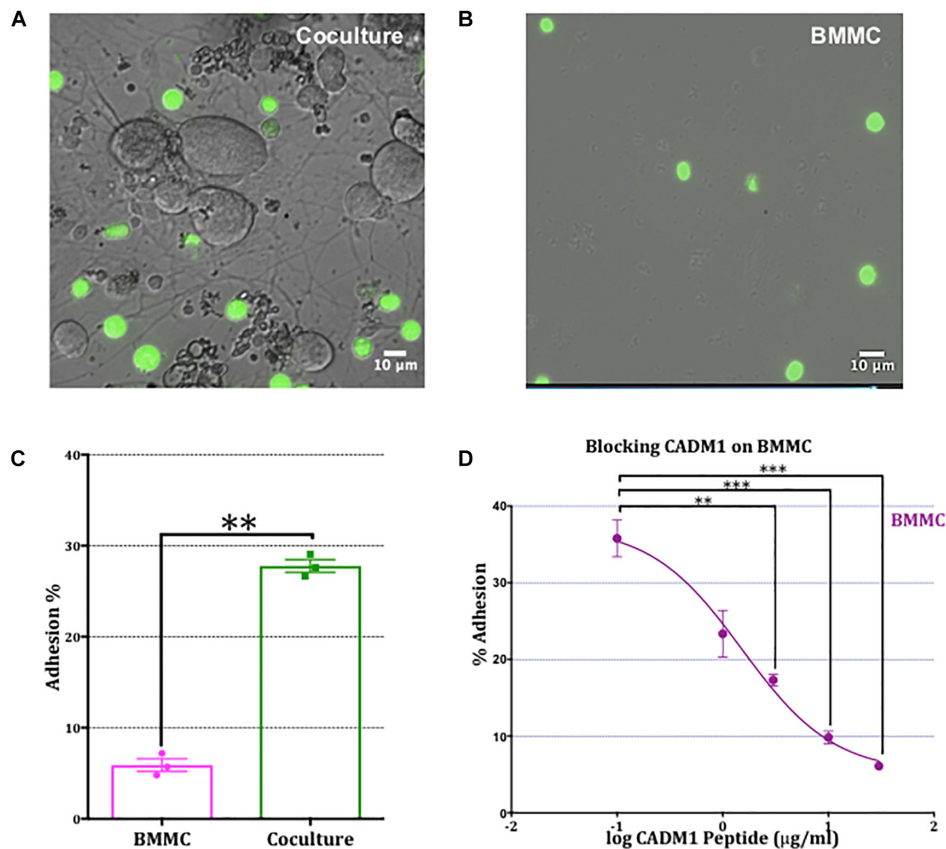 A
Coculture
10 μm
B
BMMC
10 μm
C
40
30
20
10
0
Adhesion %
**
BMMC
Coculture
D
Blocking CADM1 on BMMC
***
***
**
BMMC
40
30
20
10
0
% Adhesion
-2
-1
0
1
2
log CADM1 Peptide (μg/ml)